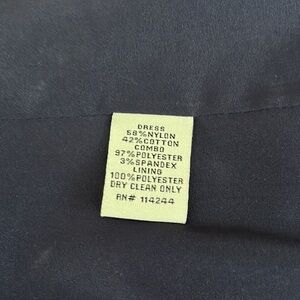 DRESS
58%NYLON
42%COTTON
COMBO
97%POLYESTER
3%SPANDEX
LINING
100%POLYESTER
DRY CLEAN ONLY
RN# 114244